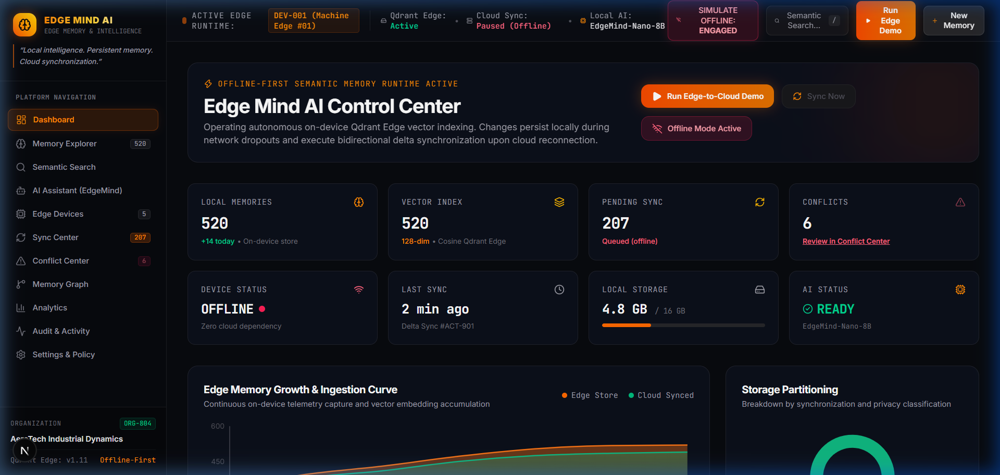 EDGE MIND AI
EDGE MEMORY & INTELLIGENCE
“Local intelligence. Persistent memory.
Cloud synchronization.”
PLATFORM NAVIGATION
Dashboard
Memory Explorer 520
Semantic Search
AI Assistant (EdgeMind)
Edge Devices 5
Sync Center 207
Conflict Center 6
Memory Graph
Analytics
Audit & Activity
Settings & Policy
ORGANIZATION ORG-804
Tech Industrial Dynamics
Edge: v1.11 Offline-First
N
ACTIVE EDGE
RUNTIME:
DEV-001 (Machine
Edge #01)
Qdrant Edge:
Active
Cloud Sync:
Paused (Offline)
Local AI:
EdgeMind-Nano-8B
SIMULATE
OFFLINE:
ENGAGED
Semantic
Search... /
Run
Edge
Demo
+ New
Memory
OFFLINE-FIRST SEMANTIC MEMORY RUNTIME ACTIVE
Edge Mind AI Control Center
Operating autonomous on-device Qdrant Edge vector indexing. Changes persist locally during
network dropouts and execute bidirectional delta synchronization upon cloud reconnection.
Run Edge-to-Cloud Demo
Sync Now
Offline Mode Active
LOCAL MEMORIES
520
+14 today • On-device store
VECTOR INDEX
520
128-dim • Cosine Qdrant Edge
PENDING SYNC
207
Queued (offline)
CONFLICTS
6
Review in Conflict Center
DEVICE STATUS
OFFLINE
Zero cloud dependency
LAST SYNC
2 min ago
Delta Sync #ACT-901
LOCAL STORAGE
4.8 GB / 16 GB
AI STATUS
READY
EdgeMind-Nano-8B
Edge Memory Growth & Ingestion Curve
Continuous on-device telemetry capture and vector embedding accumulation
Edge Store Cloud Synced
600
450
Storage Partitioning
Breakdown by synchronization and privacy classification